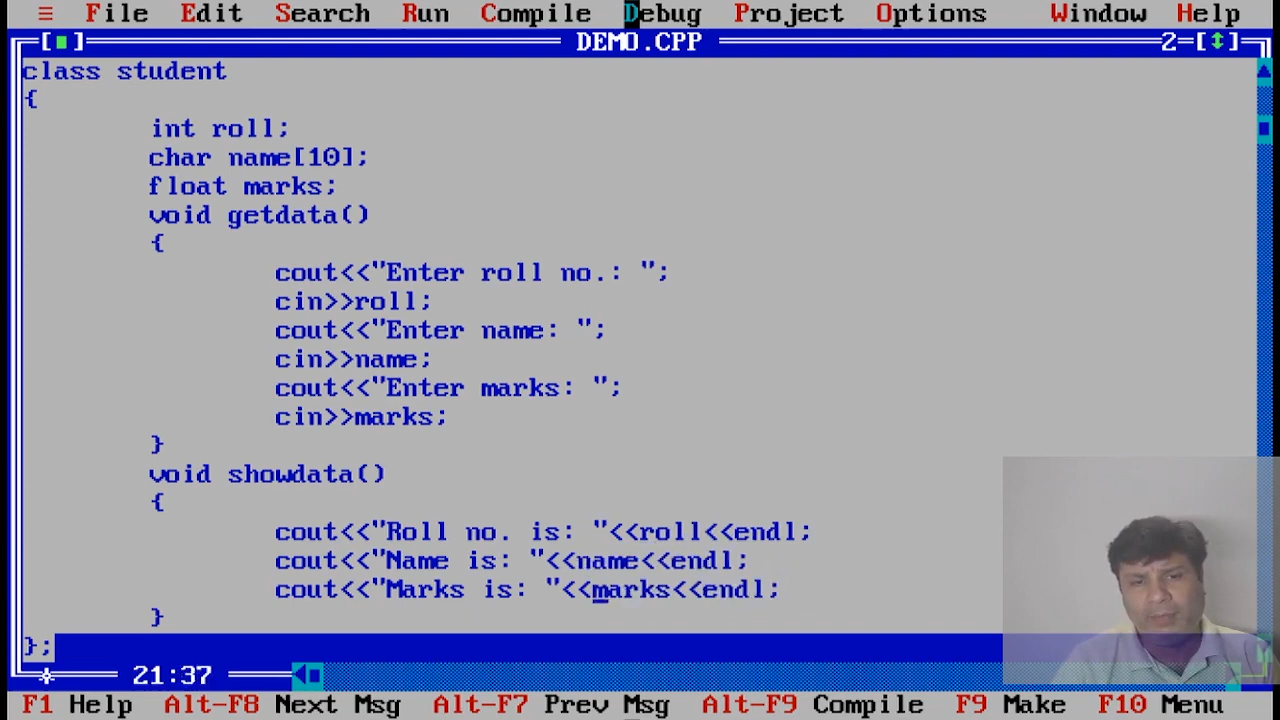 ≡ File Edit Search Run Compile Debug Project Options Window Help
[■] DEMO.CPP 2=[↕]
class student
{
int roll;
char name[10];
float marks;
void getdata()
{
cout<<"Enter roll no.: ";
cin>>roll;
cout<<"Enter name: ";
cin>>name;
cout<<"Enter marks: ";
cin>>marks;
}
void showdata()
{
cout<<"Roll no. is: "<<roll<<endl;
cout<<"Name is: "<<name<<endl;
cout<<"Marks is: "<<marks<<endl;
}
};
21:37
F1 Help Alt-F8 Next Msg Alt-F7 Prev Msg Alt-F9 Compile F9 Make F10 Menu